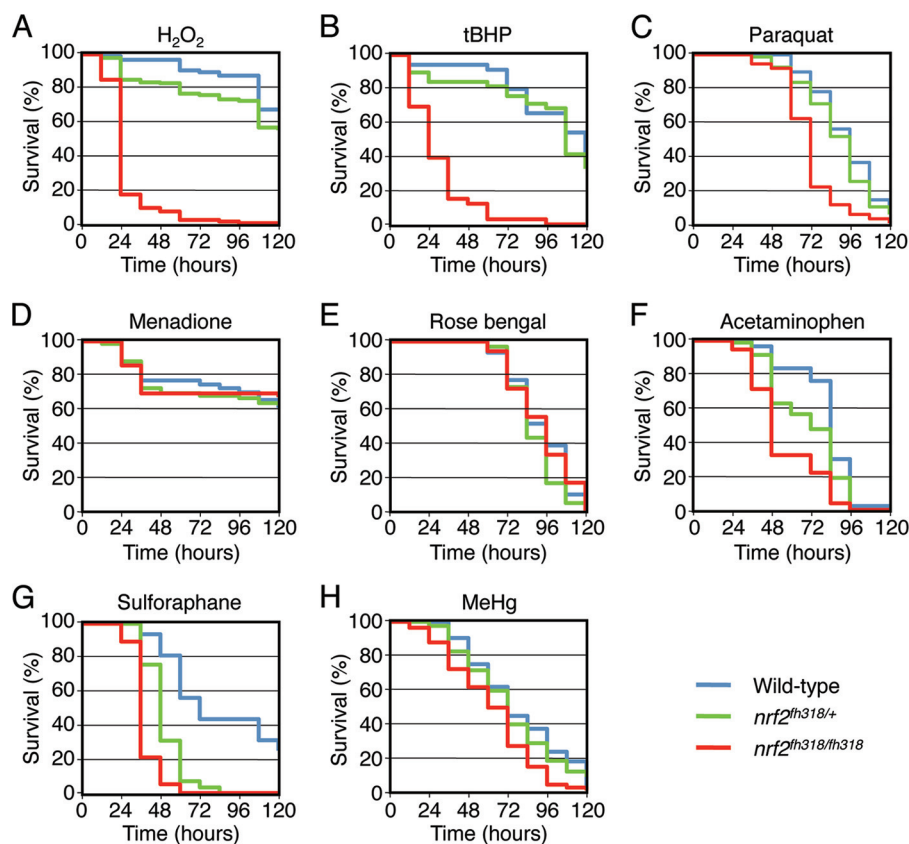 A
H₂O₂
100
80
60
40
20
0
Survival (%)
0 24 48 72 96 120
Time (hours)
B
tBHP
100
80
60
40
20
0
Survival (%)
0 24 48 72 96 120
Time (hours)
C
Paraquat
100
80
60
40
20
0
Survival (%)
0 24 48 72 96 120
Time (hours)
D
Menadione
100
80
60
40
20
0
Survival (%)
0 24 48 72 96 120
Time (hours)
E
Rose bengal
100
80
60
40
20
0
Survival (%)
0 24 48 72 96 120
Time (hours)
F
Acetaminophen
100
80
60
40
20
0
Survival (%)
0 24 48 72 96 120
Time (hours)
G
Sulforaphane
100
80
60
40
20
0
Survival (%)
0 24 48 72 96 120
Time (hours)
H
MeHg
100
80
60
40
20
0
Survival (%)
0 24 48 72 96 120
Time (hours)
Wild-type
nrf2fh318/+
nrf2fh318/fh318